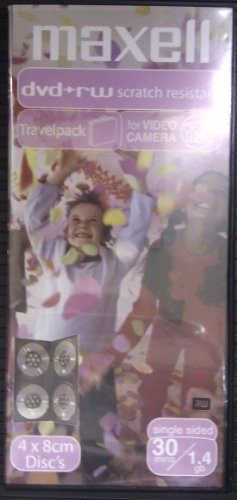 maxell
dvd+rw scratch resistant
Travelpack
for VIDEO
CAMERA
single sided
30 mins / 1.4 gb
4 x 8cm
Disc's